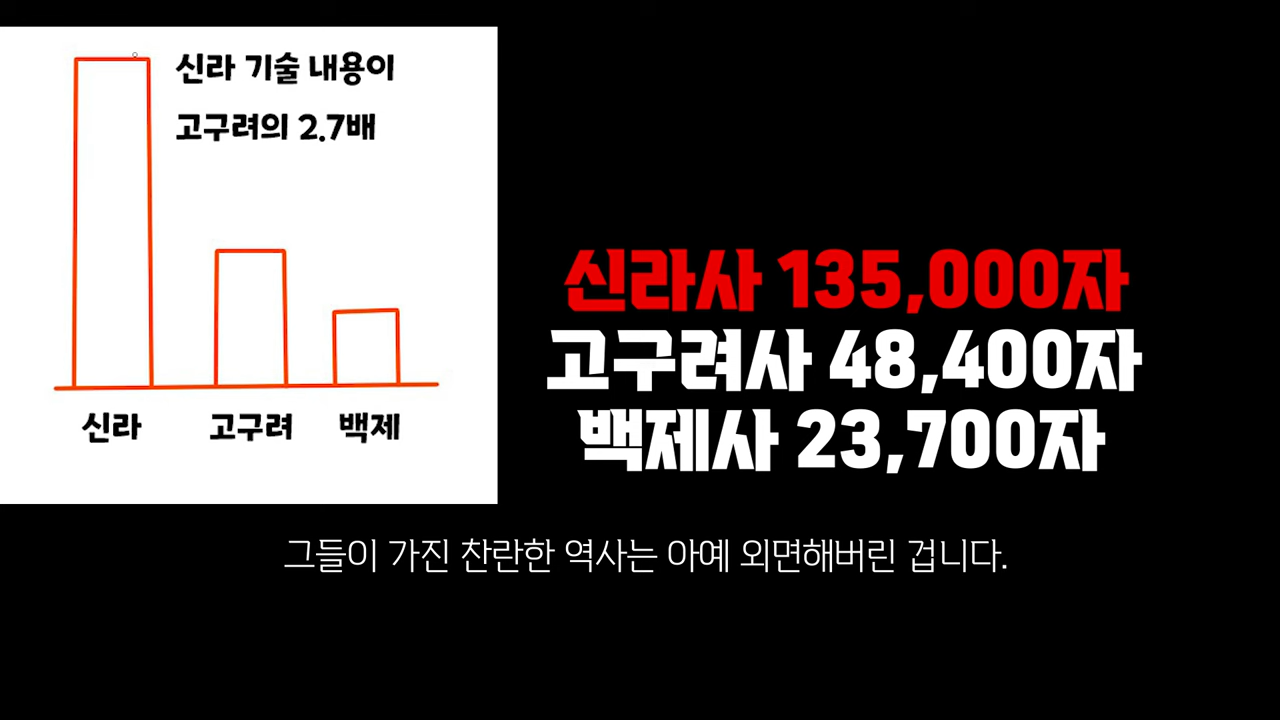 신라 기술 내용이
고구려의 2.7배
신라
고구려
백제
신라사 135,000자
고구려사 48,400자
백제사 23,700자
그들이 가진 찬란한 역사는 아예 외면해버린 겁니다.